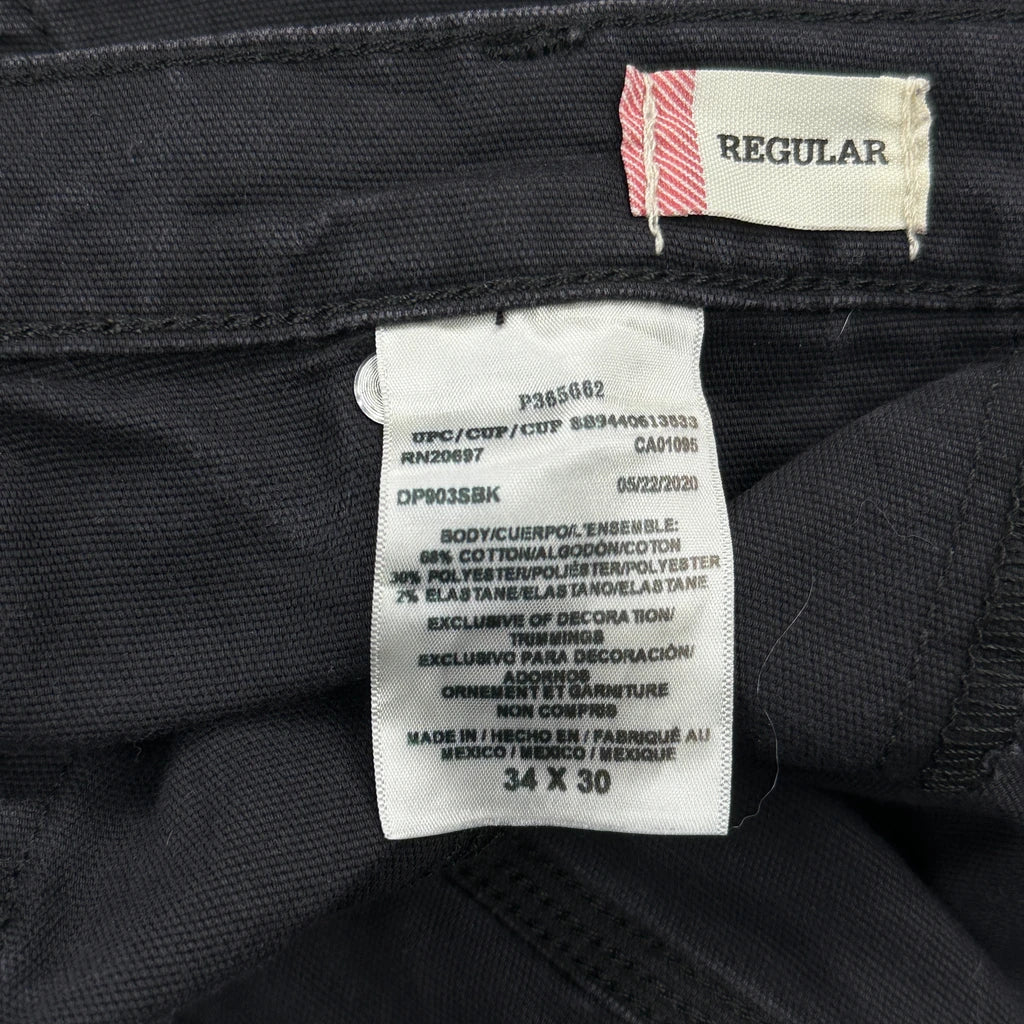 REGULAR
P365662
UPC/CUP/CUP 889440613533
RN20697 CA01095
DP903SBK 05/22/2020
BODY/CUERPO/L'ENSEMBLE:
68% COTTON/ALGODÓN/COTON
30% POLYESTER/POLIÉSTER/POLYESTER
2% ELASTANE/ELASTANO/ELASTANE
EXCLUSIVE OF DECORATION/
TRIMMINGS
EXCLUSIVO PARA DECORACIÓN/
ADORNOS
ORNEMENT ET GARNITURE
NON COMPRIS
MADE IN / HECHO EN / FABRIQUÉ AU
MEXICO / MEXICO / MEXIQUE
34 X 30